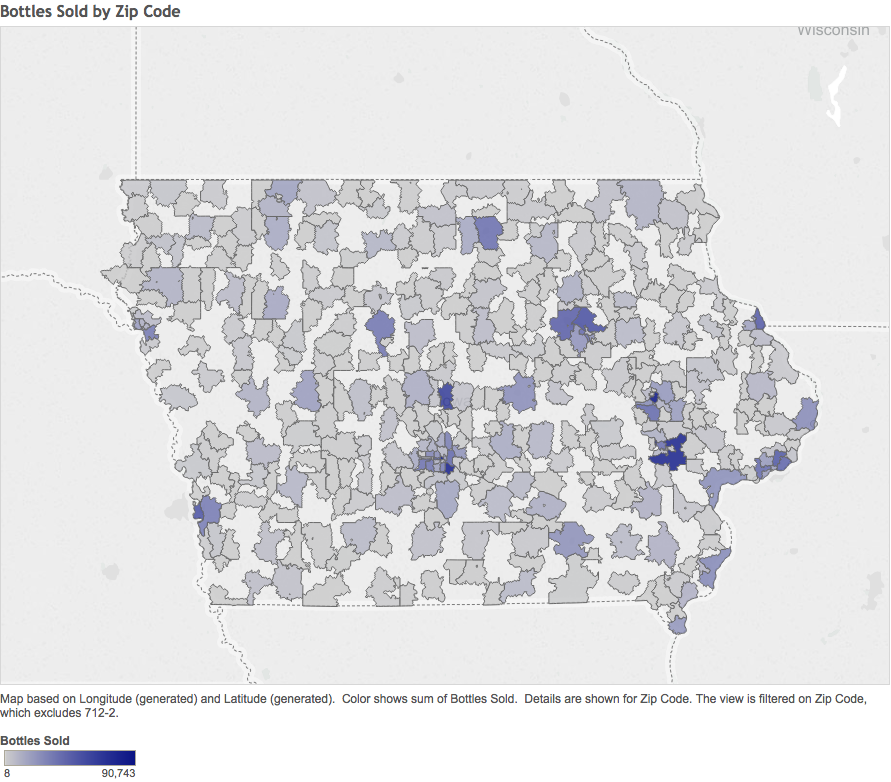 Bottles Sold by Zip Code
Wisconsin
Map based on Longitude (generated) and Latitude (generated).  Color shows sum of Bottles Sold.  Details are shown for Zip Code. The view is filtered on Zip Code,
which excludes 712-2.
Bottles Sold
8 90,743